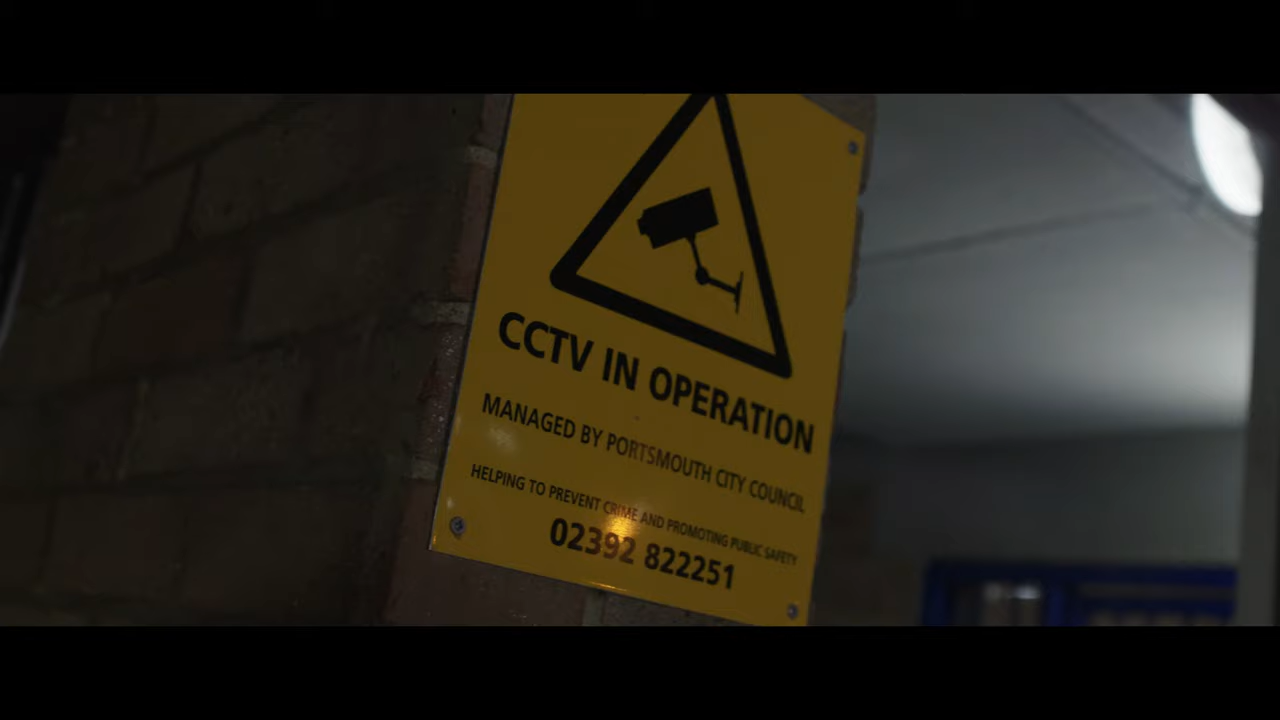 CCTV IN OPERATION
MANAGED BY PORTSMOUTH CITY COUNCIL
HELPING TO PREVENT CRIME AND PROMOTING PUBLIC SAFETY
02392 822251